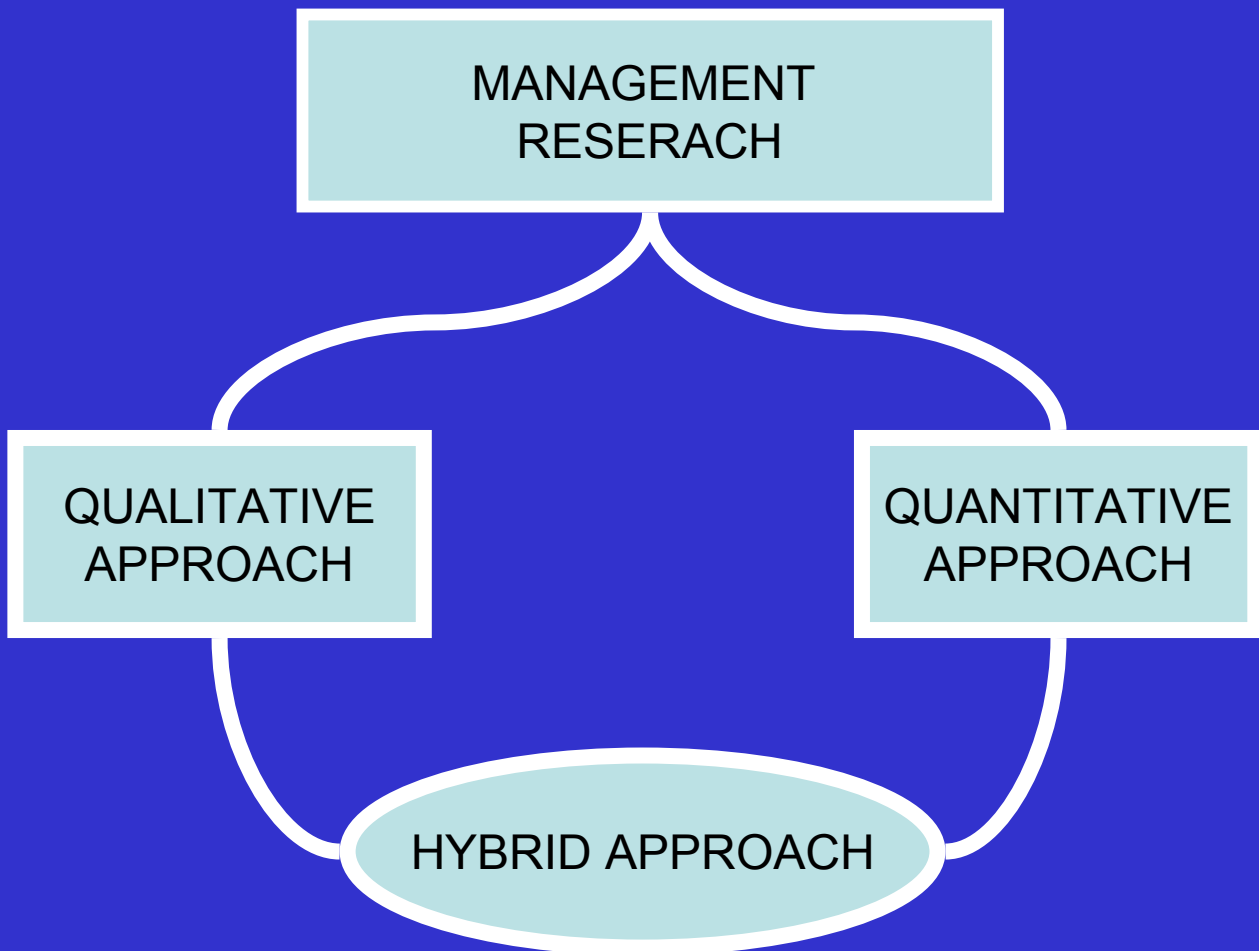 MANAGEMENT
RESERACH
QUALITATIVE
APPROACH
QUANTITATIVE
APPROACH
HYBRID APPROACH